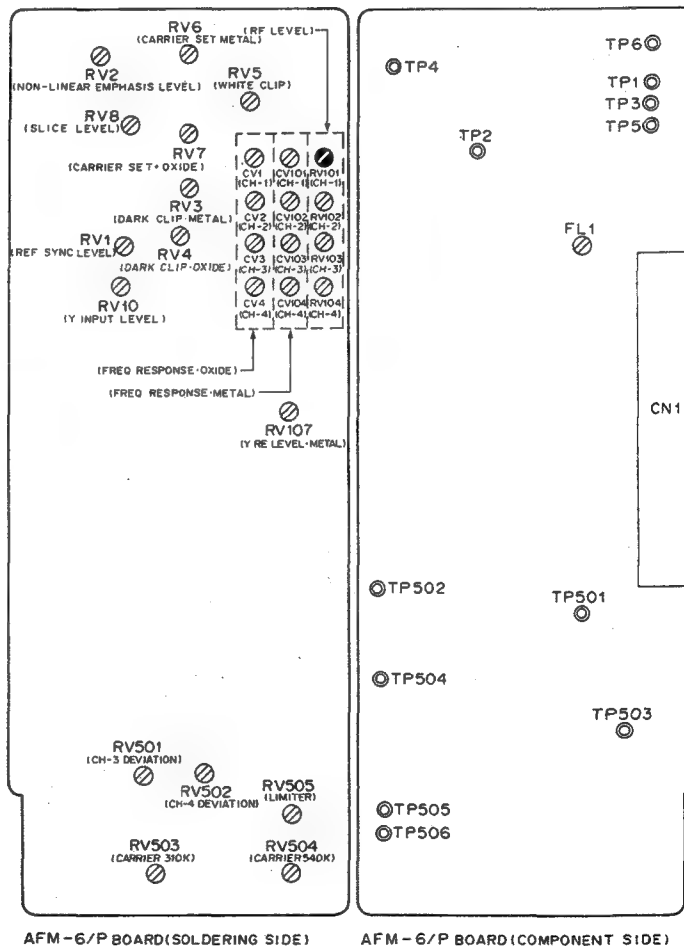 RV6
(CARRIER SET METAL)
(RF LEVEL)
RV2
(NON-LINEAR EMPHASIS LEVEL)
RV5
(WHITE CLIP)
RV8
(SLICE LEVEL)
RV7
(CARRIER SET•OXIDE)
CV1
(CH-1)
CV101
(CH-1)
RV101
(CH-1)
RV3
(DARK CLIP•METAL)
CV2
(CH-2)
CV102
(CH-2)
RV102
(CH-2)
RV1
(REF SYNC LEVEL)
RV4
(DARK CLIP•OXIDE)
CV3
(CH-3)
CV103
(CH-3)
RV103
(CH-3)
RV10
(Y INPUT LEVEL)
CV4
(CH-4)
CV104
(CH-4)
RV104
(CH-4)
(FREQ RESPONSE•OXIDE)
(FREQ RESPONSE•METAL)
RV107
(Y RE LEVEL•METAL)
RV501
(CH-3 DEVIATION)
RV502
(CH-4 DEVIATION)
RV505
(LIMITER)
RV503
(CARRIER 310K)
RV504
(CARRIER 540K)
AFM-6/P BOARD(SOLDERING SIDE)
TP6
TP4
TP1
TP3
TP5
TP2
FL1
CN1
TP502
TP501
TP504
TP503
TP505
TP506
AFM-6/P BOARD(COMPONENT SIDE)